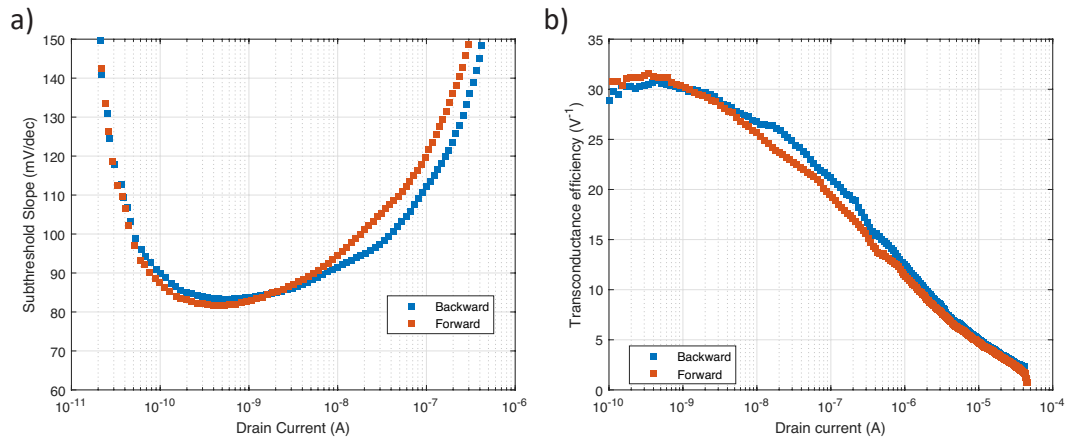 a)
150
140
130
120
110
100
90
80
70
60
Subthreshold Slope (mV/dec)
Backward
Forward
10⁻¹¹ 10⁻¹⁰ 10⁻⁹ 10⁻⁸ 10⁻⁷ 10⁻⁶
Drain Current (A)
b)
35
30
25
20
15
10
5
0
Transconductance efficiency (V⁻¹)
Backward
Forward
10⁻¹⁰ 10⁻⁹ 10⁻⁸ 10⁻⁷ 10⁻⁶ 10⁻⁵ 10⁻⁴
Drain current (A)